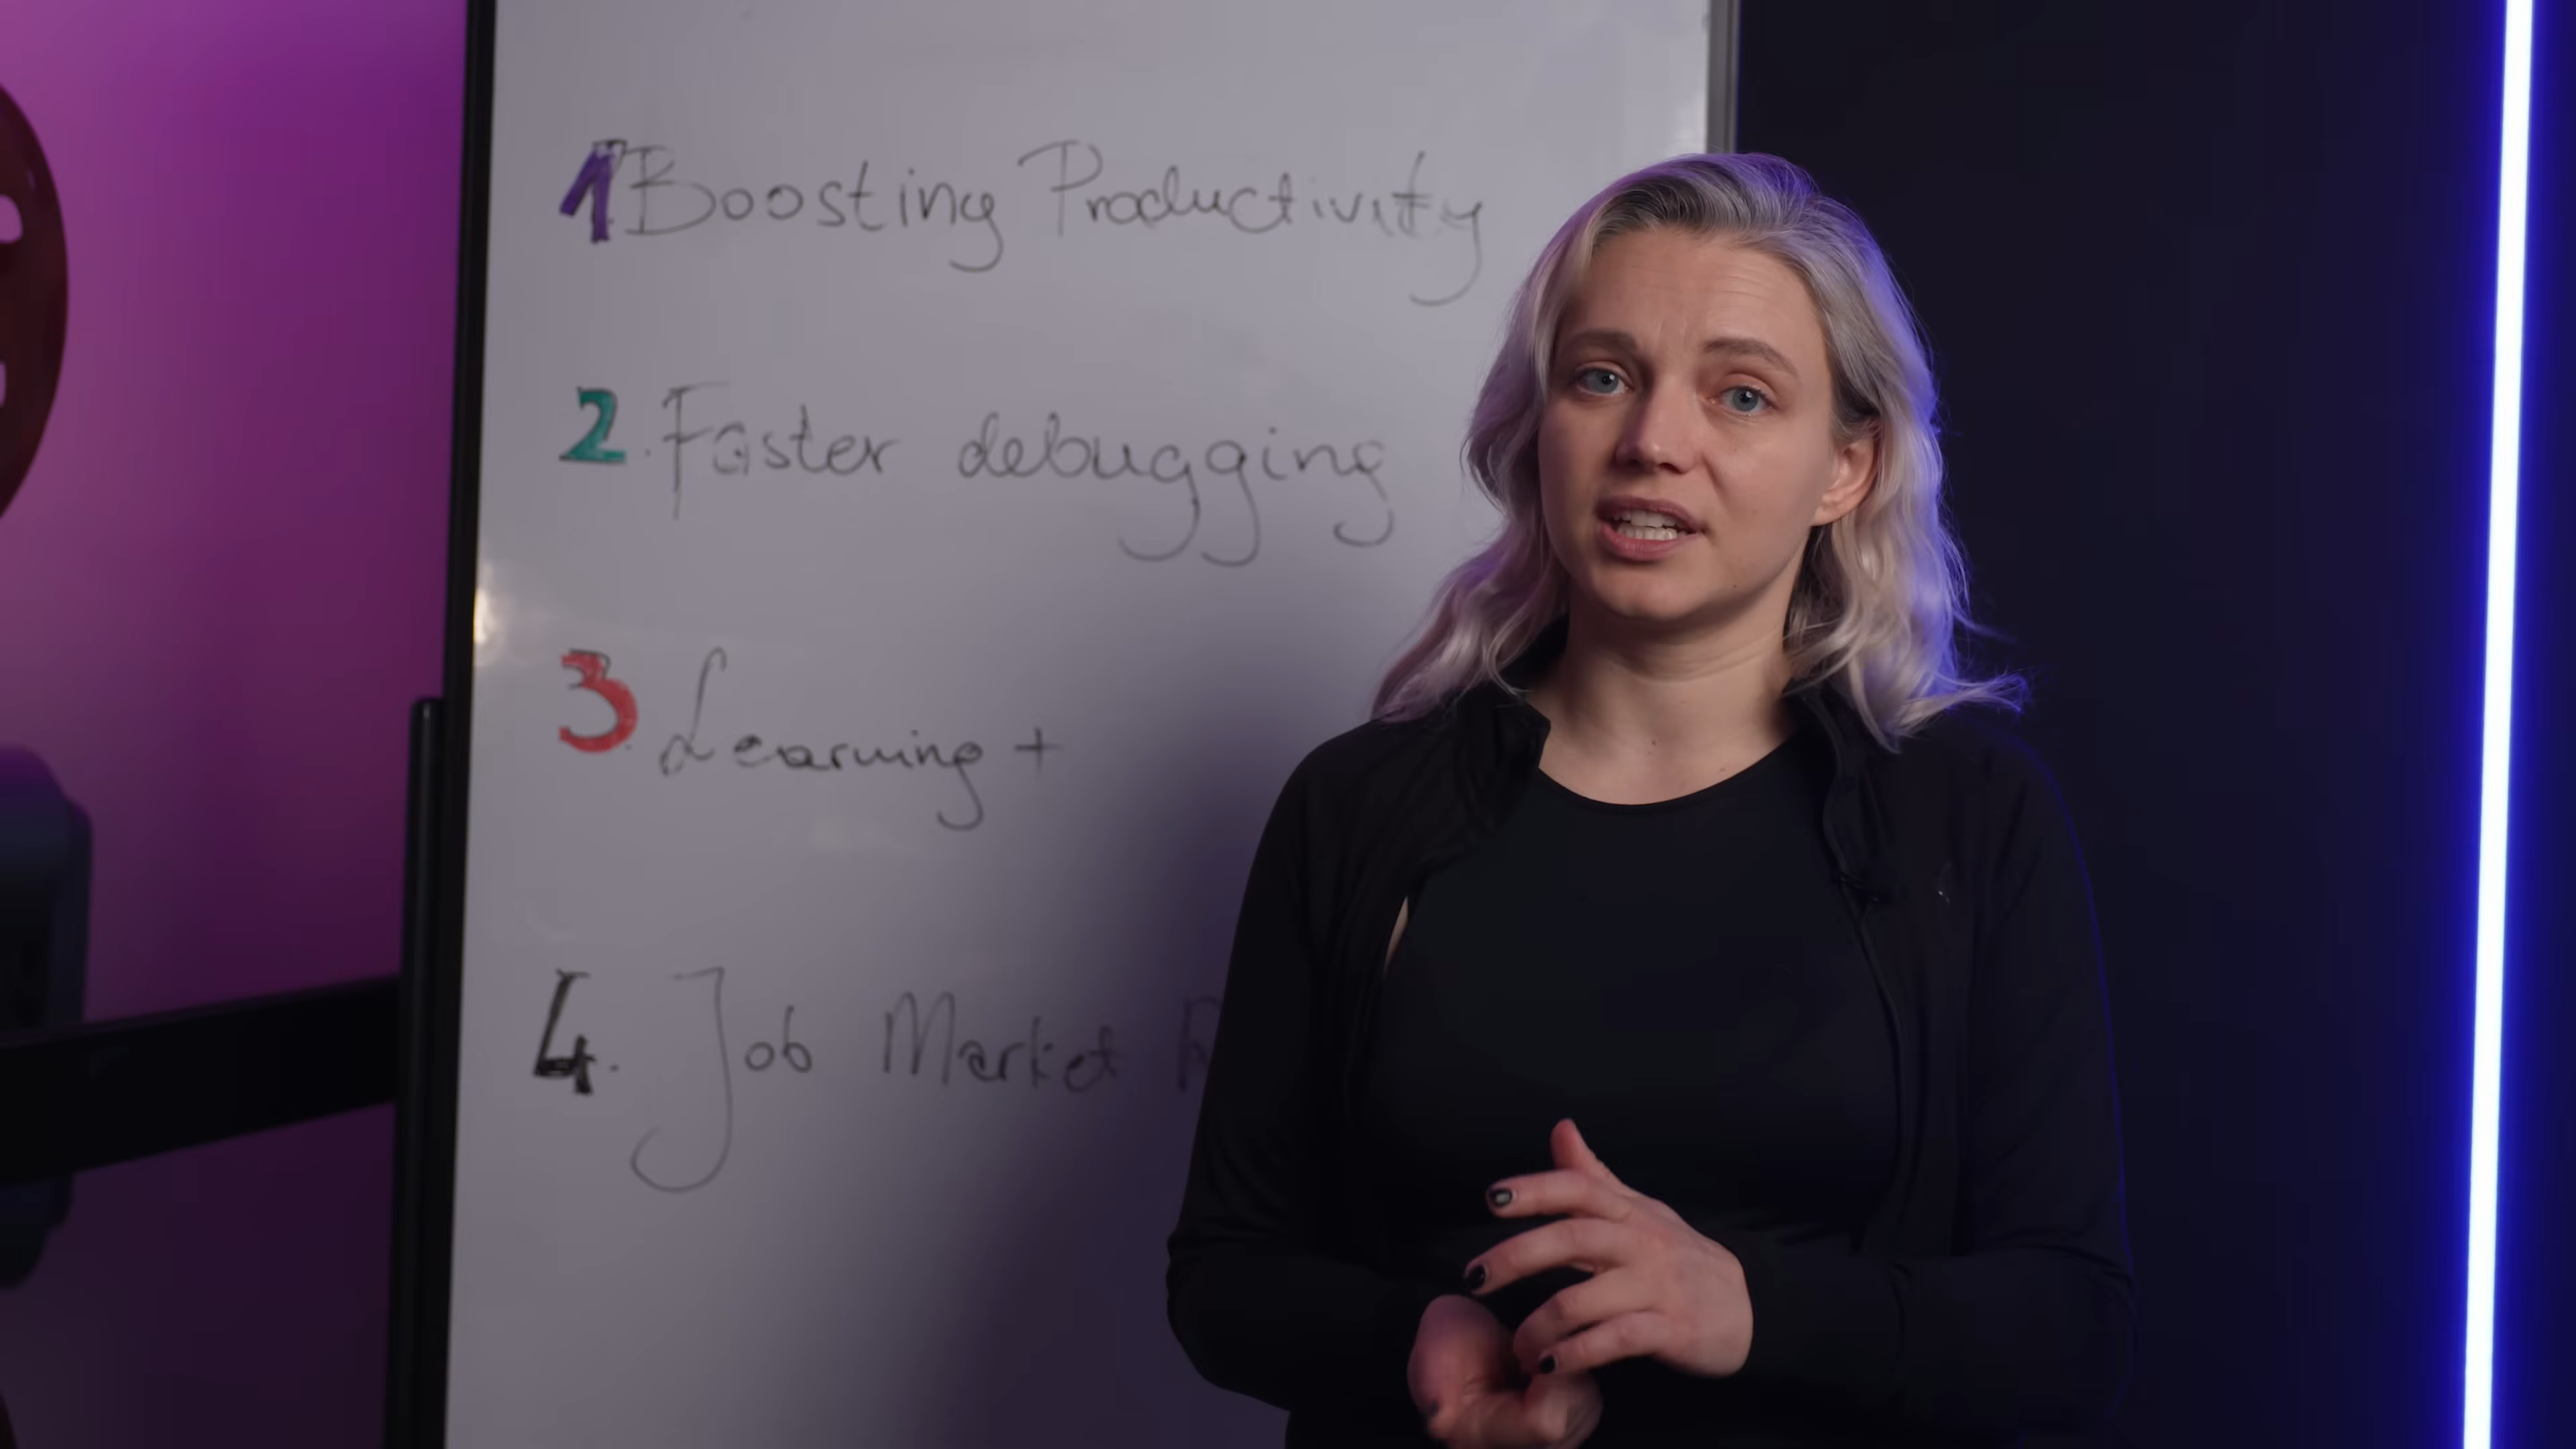 1 Boosting Productivity
2. Faster debugging
3. Learning +
4. Job Market